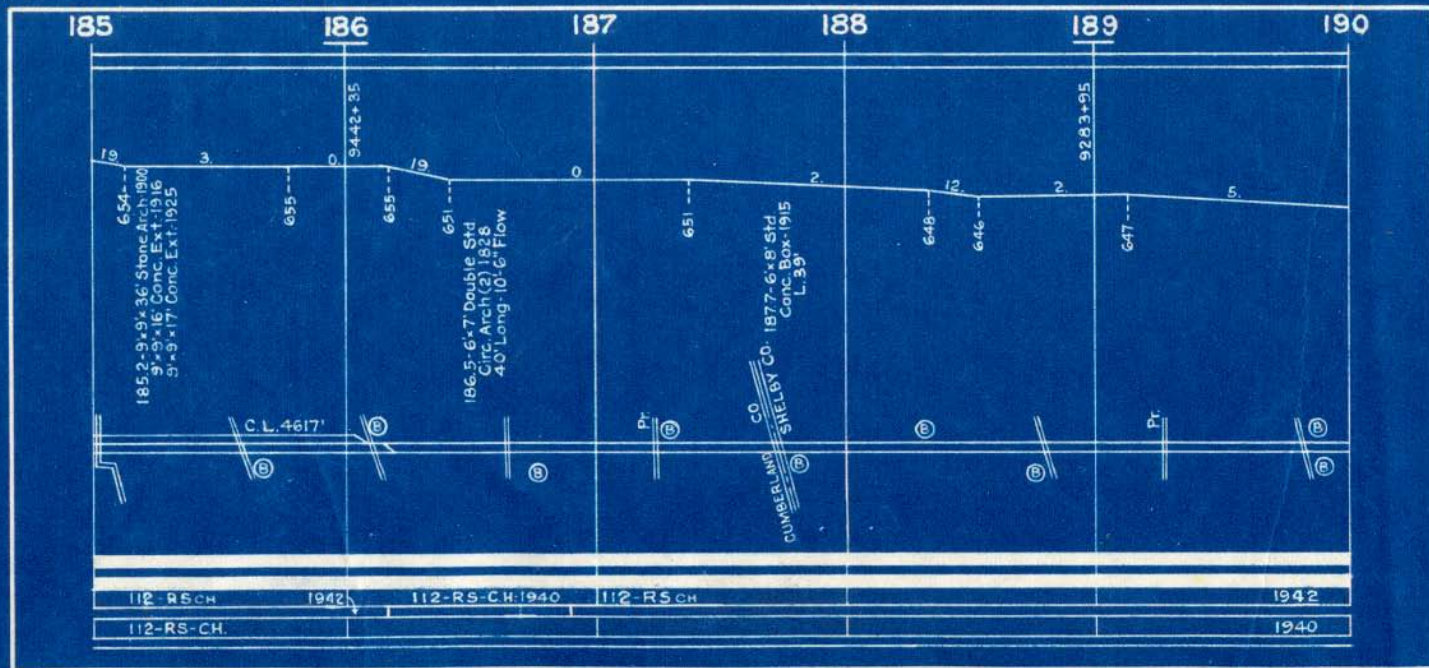 185 186 187 188 189 190
9442+35
9283+95
19 3. 0. 19 0 2. 12. 2. 5.
654
655
655
651
651
648
646
647
185.2-9'x9'x36' Stone Arch-1900
9'x9'x16' Conc. Ext.-1916
9'x9'x17' Conc. Ext.-1925
186.5-6'x7' Double Std
Circ. Arch (2) 1828
40' Long-10'-6" Flow
187.7-6'x8' Std
Conc. Box-1915
L. 39'
CUMBERLAND CO
SHELBY CO.
C.L. 4617'
B
B
B
Pr.
B
B
B
B
Pr.
B
B
112-RS CH 1942 112-RS-C.H-1940 112-RS CH 1942
112-RS-CH. 1940